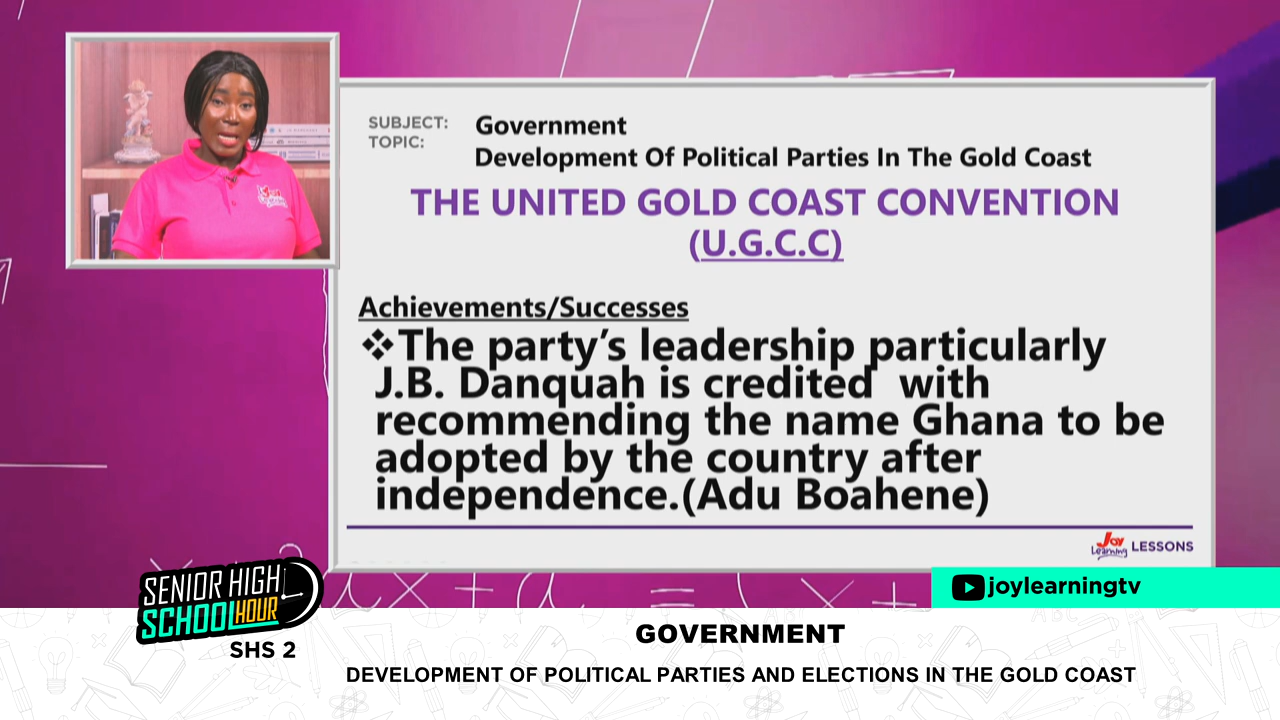 SUBJECT: Government
TOPIC: Development Of Political Parties In The Gold Coast
THE UNITED GOLD COAST CONVENTION
(U.G.C.C)
Achievements/Successes
❖The party's leadership particularly
J.B. Danquah is credited with
recommending the name Ghana to be
adopted by the country after
independence.(Adu Boahene)
Joy Learning LESSONS
joylearningtv
SENIOR HIGH
SCHOOL HOUR
SHS 2
GOVERNMENT
DEVELOPMENT OF POLITICAL PARTIES AND ELECTIONS IN THE GOLD COAST